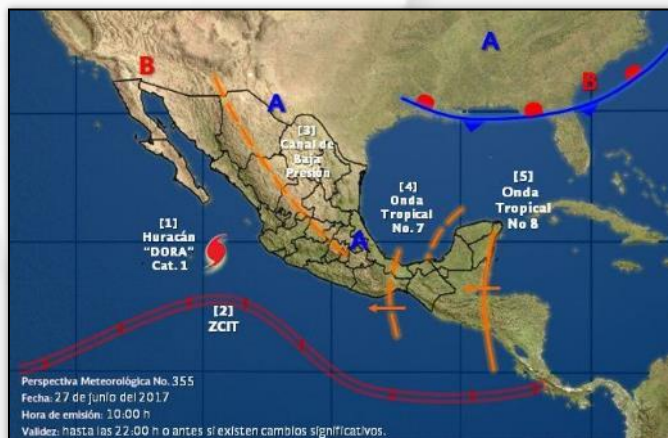 B
A
A
B
[3]
Canal de
Baja
Presión
[4]
Onda
Tropical
No. 7
[5]
Onda
Tropical
No 8
[1]
Huracán
"DORA"
Cat. 1
A
[2]
ZCIT
Perspectiva Meteorológica No. 355
Fecha: 27 de junio del 2017
Hora de emisión: 10:00 h
Validez: hasta las 22:00 h o antes si existen cambios significativos.